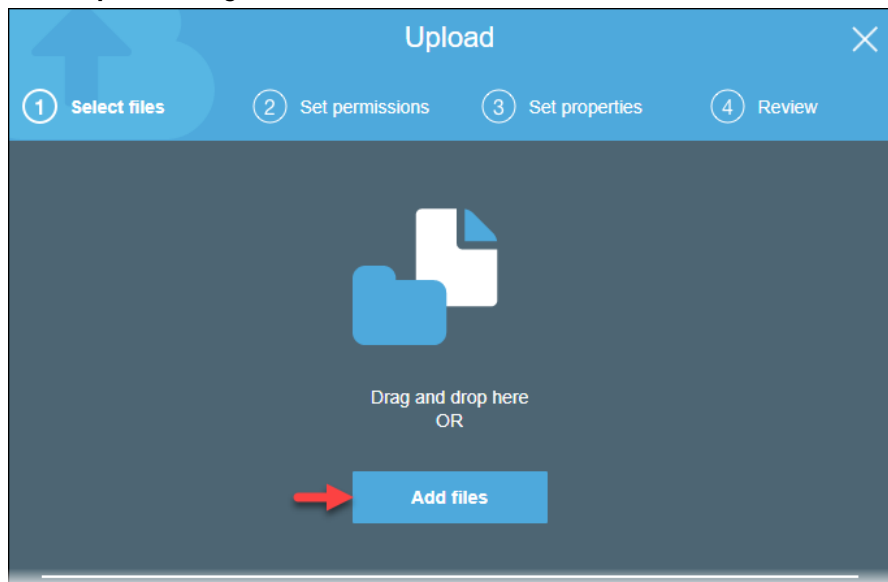 Upload
1 Select files 2 Set permissions 3 Set properties 4 Review
Drag and drop here
OR
Add files